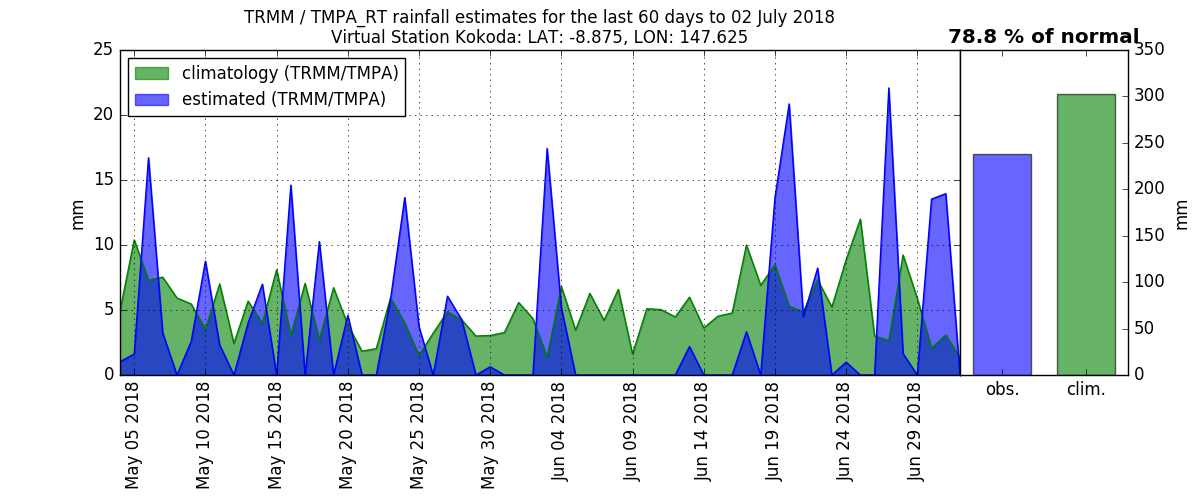 TRMM / TMPA_RT rainfall estimates for the last 60 days to 02 July 2018
Virtual Station Kokoda: LAT: -8.875, LON: 147.625
78.8 % of normal
climatology (TRMM/TMPA)
estimated (TRMM/TMPA)
25
20
15
10
5
0
mm
May 05 2018
May 10 2018
May 15 2018
May 20 2018
May 25 2018
May 30 2018
Jun 04 2018
Jun 09 2018
Jun 14 2018
Jun 19 2018
Jun 24 2018
Jun 29 2018
obs.
clim.
350
300
250
200
150
100
50
0
mm